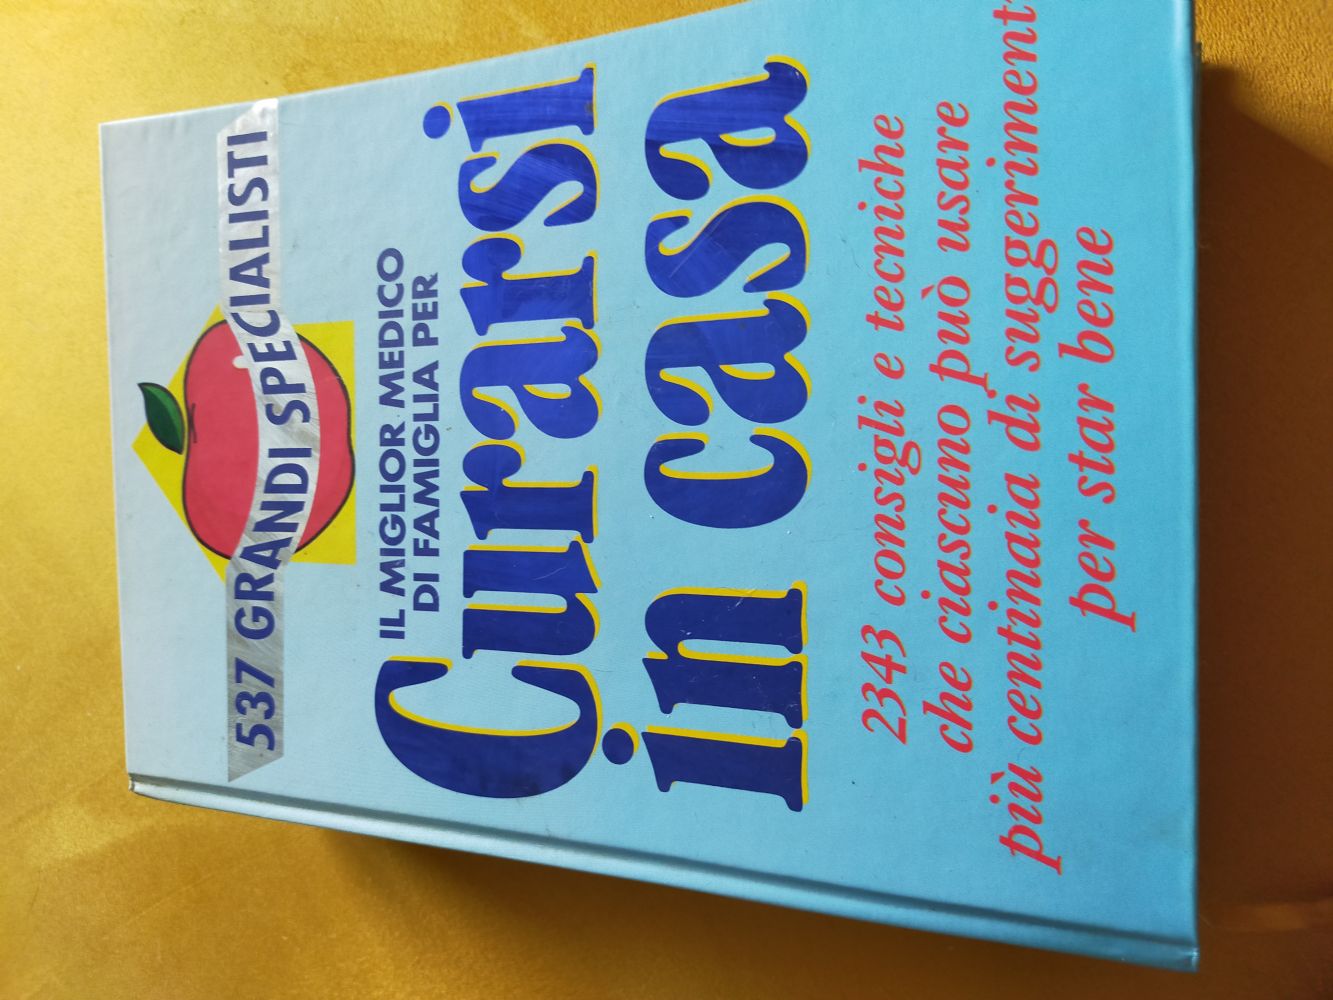 537 GRANDI SPECIALISTI
IL MIGLIOR MEDICO
DI FAMIGLIA PER
Curarsi
in casa
2343 consigli e tecniche
che ciascuno può usare
più centinaia di suggerimenti
per star bene